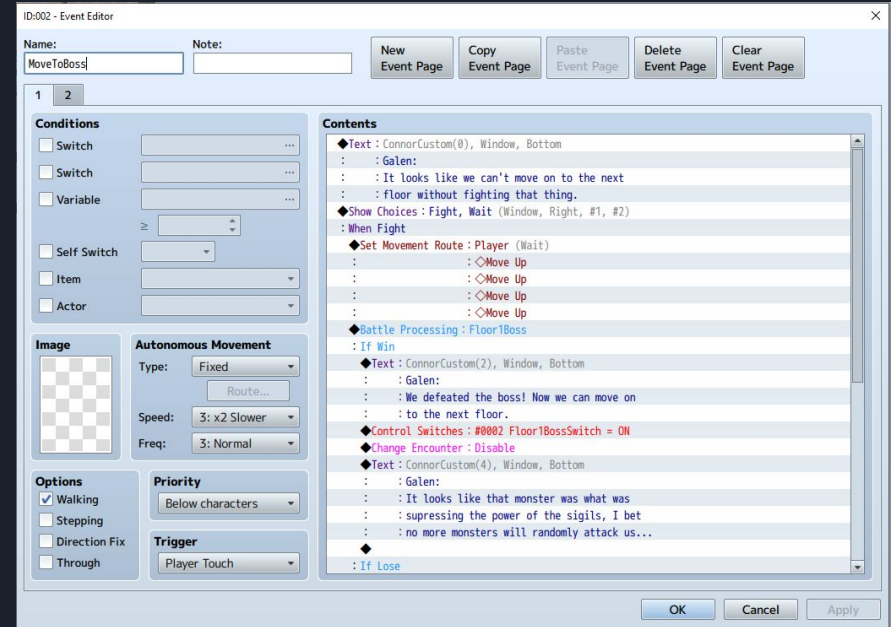 ID:002 - Event Editor
Name:
Note:
MoveToBoss
New
Event Page
Copy
Event Page
Paste
Event Page
Delete
Event Page
Clear
Event Page
1 2
Conditions
Switch ...
Switch ...
Variable ...
≥
Self Switch
Item
Actor
Image
Autonomous Movement
Type: Fixed
Route...
Speed: 3: x2 Slower
Freq: 3: Normal
Options
Walking
Stepping
Direction Fix
Through
Priority
Below characters
Trigger
Player Touch
Contents
◆Text : ConnorCustom(0), Window, Bottom
: : Galen:
: : It looks like we can't move on to the next
: : floor without fighting that thing.
◆Show Choices : Fight, Wait (Window, Right, #1, #2)
: When Fight
◆Set Movement Route : Player (Wait)
: : ◇Move Up
: : ◇Move Up
: : ◇Move Up
: : ◇Move Up
◆Battle Processing : Floor1Boss
: If Win
◆Text : ConnorCustom(2), Window, Bottom
: : Galen:
: : We defeated the boss! Now we can move on
: : to the next floor.
◆Control Switches : #0002 Floor1BossSwitch = ON
◆Change Encounter : Disable
◆Text : ConnorCustom(4), Window, Bottom
: : Galen:
: : It looks like that monster was what was
: : supressing the power of the sigils, I bet
: : no more monsters will randomly attack us...
◆
: If Lose
OK
Cancel
Apply